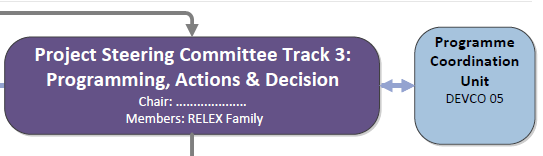 Project Steering Committee Track 3:
Programming, Actions & Decision
Chair: .....................
Members: RELEX Family
Programme
Coordination
Unit
DEVCO 05